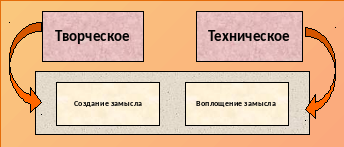 Творческое
Техническое
Создание замысла
Воплощение замысла